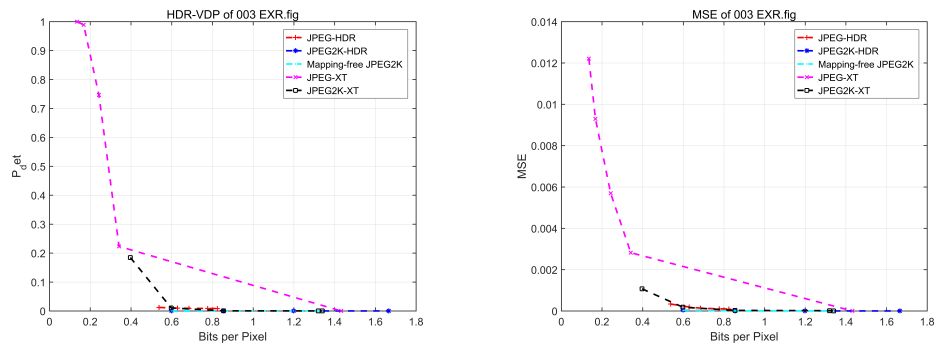 HDR-VDP of 003 EXR.fig
1
0.9
0.8
0.7
0.6
0.5
0.4
0.3
0.2
0.1
0
P_det
JPEG-HDR
JPEG2K-HDR
Mapping-free JPEG2K
JPEG-XT
JPEG2K-XT
0 0.2 0.4 0.6 0.8 1 1.2 1.4 1.6 1.8
Bits per Pixel
MSE of 003 EXR.fig
0.014
0.012
0.010
0.008
0.006
0.004
0.002
0
MSE
JPEG-HDR
JPEG2K-HDR
Mapping-free JPEG2K
JPEG-XT
JPEG2K-XT
0 0.2 0.4 0.6 0.8 1 1.2 1.4 1.6 1.8
Bits per Pixel